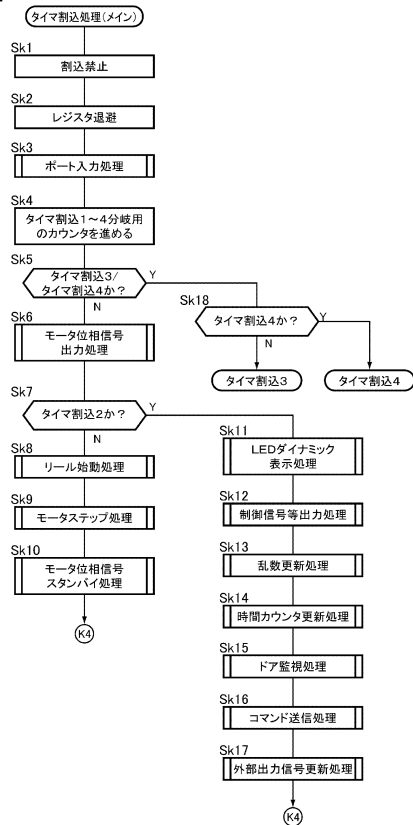 タイマ割込処理(メイン)
Sk1
割込禁止
Sk2
レジスタ退避
Sk3
ポート入力処理
Sk4
タイマ割込1～4分岐用
のカウンタを進める
Sk5
タイマ割込3/
タイマ割込4か?
Y
N
Sk18
タイマ割込4か?
Y
N
タイマ割込3
タイマ割込4
Sk6
モータ位相信号
出力処理
Sk7
タイマ割込2か?
Y
N
Sk8
リール始動処理
Sk9
モータステップ処理
Sk10
モータ位相信号
スタンバイ処理
K4
Sk11
LEDダイナミック
表示処理
Sk12
制御信号等出力処理
Sk13
乱数更新処理
Sk14
時間カウンタ更新処理
Sk15
ドア監視処理
Sk16
コマンド送信処理
Sk17
外部出力信号更新処理
K4